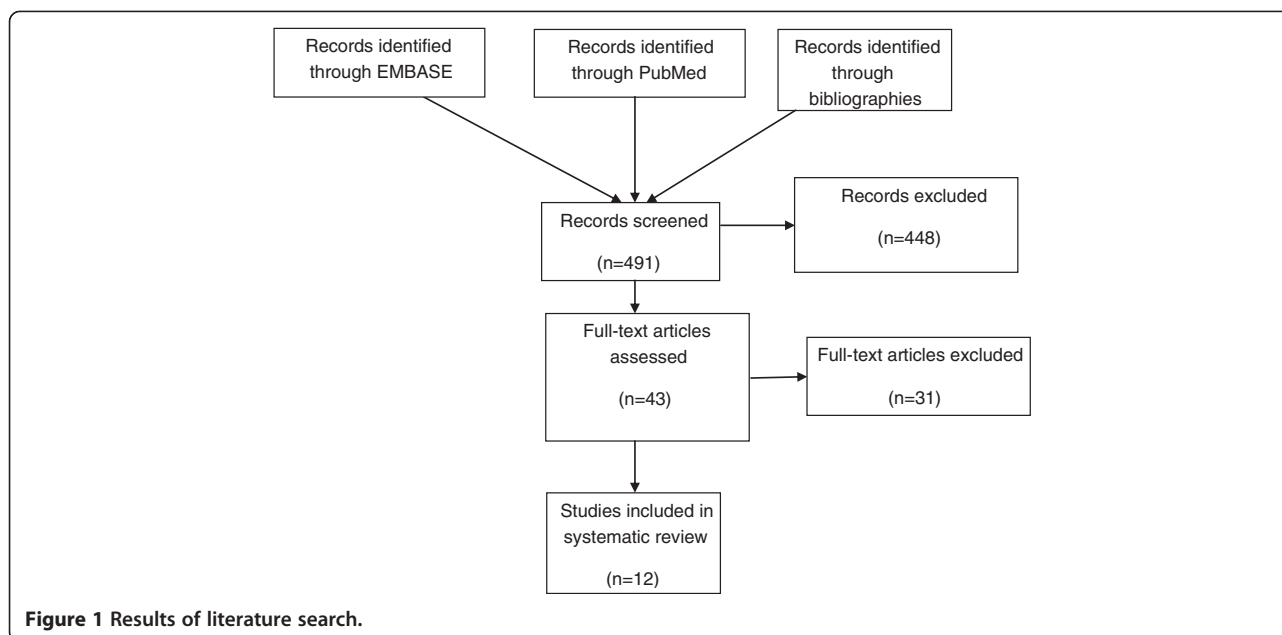 Records identified
through EMBASE
Records identified
through PubMed
Records identified
through
bibliographies
Records screened
(n=491)
Records excluded
(n=448)
Full-text articles
assessed
(n=43)
Full-text articles excluded
(n=31)
Studies included in
systematic review
(n=12)
Figure 1 Results of literature search.